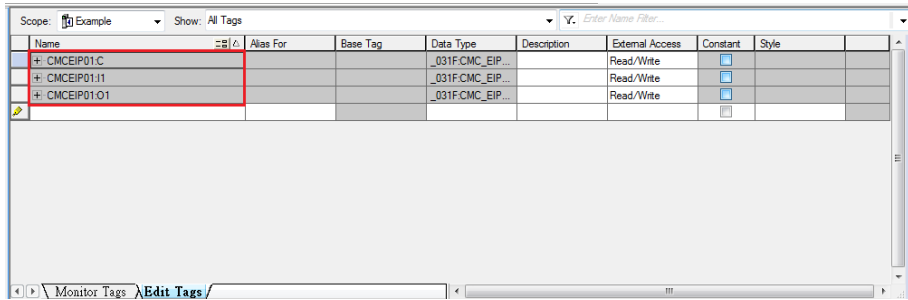 Scope: Example Show: All Tags Enter Name Filter...
Name Alias For Base Tag Data Type Description External Access Constant Style
CMCEIP01:C _031F:CMC_EIP... Read/Write
CMCEIP01:I1 _031F:CMC_EIP... Read/Write
CMCEIP01:O1 _031F:CMC_EIP... Read/Write
Monitor Tags Edit Tags